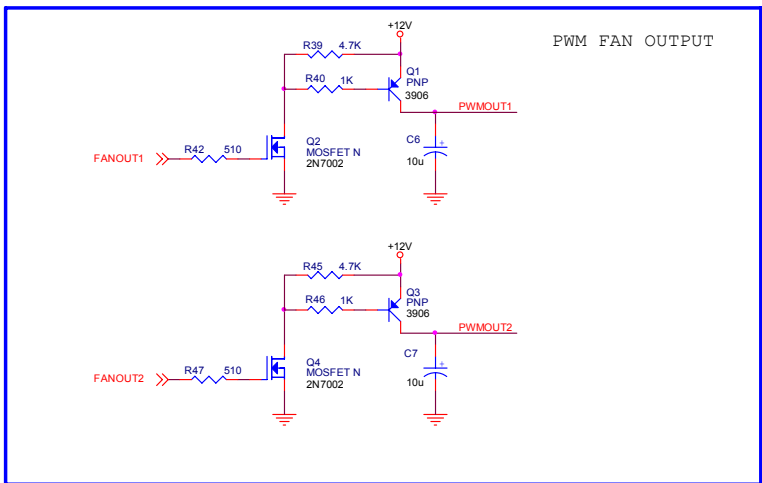 PWM FAN OUTPUT
+12V
R39 4.7K
R40 1K
Q1
PNP
3906
PWMOUT1
C6
+
10u
Q2
MOSFET N
2N7002
FANOUT1
R42 510
+12V
R45 4.7K
R46 1K
Q3
PNP
3906
PWMOUT2
C7
+
10u
Q4
MOSFET N
2N7002
FANOUT2
R47 510